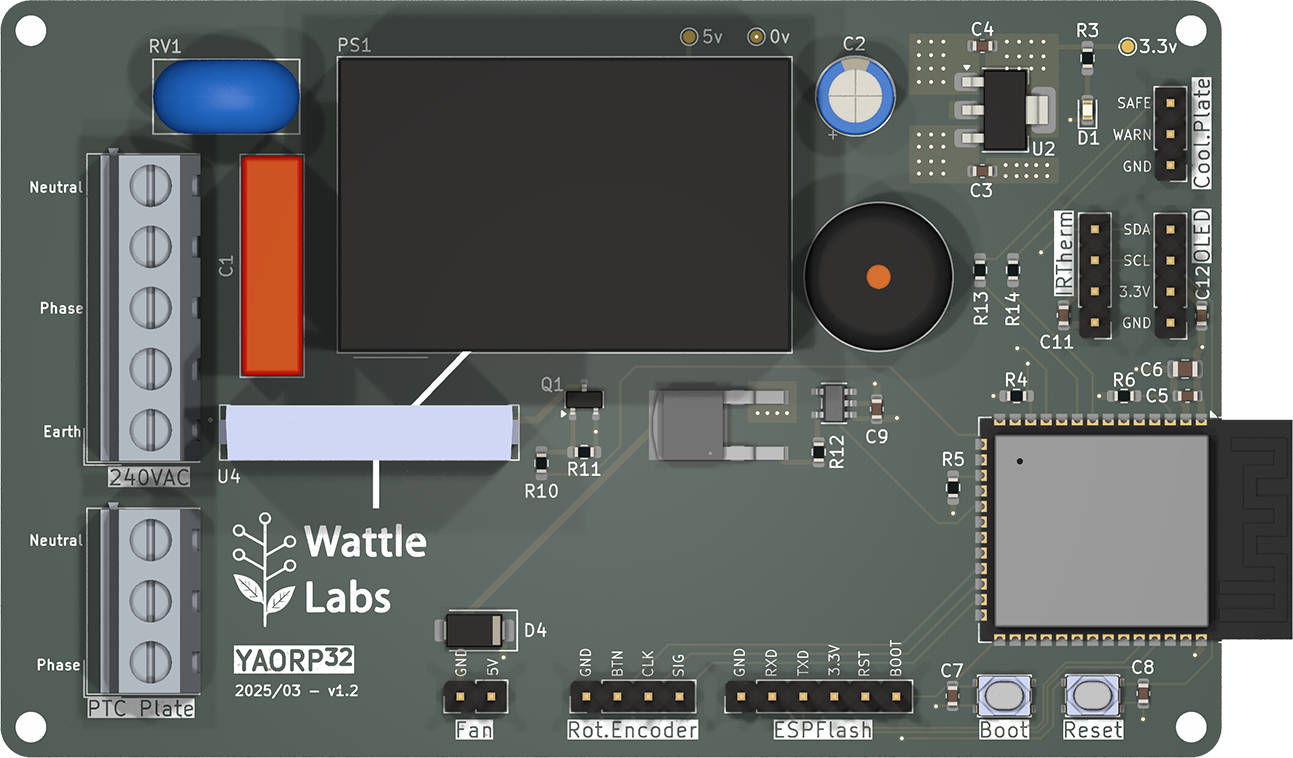 RV1
PS1
5v
0v
C2
C4
R3
3.3v
SAFE
WARN
GND
Cool.Plate
D1
U2
C3
Neutral
Phase
Earth
240VAC
C1
U4
IRTherm
SDA
SCL
3.3V
GND
OLED
C12
R13
R14
C11
C6
C5
R4
R6
Q1
R11
R10
R12
C9
R5
Neutral
Phase
PTC Plate
Wattle
Labs
YAORP32
2025/03 - v1.2
D4
GND
5V
Fan
GND
BTN
CLK
SIG
Rot.Encoder
GND
RXD
TXD
3.3V
RST
BOOT
ESPFlash
C7
Boot
Reset
C8